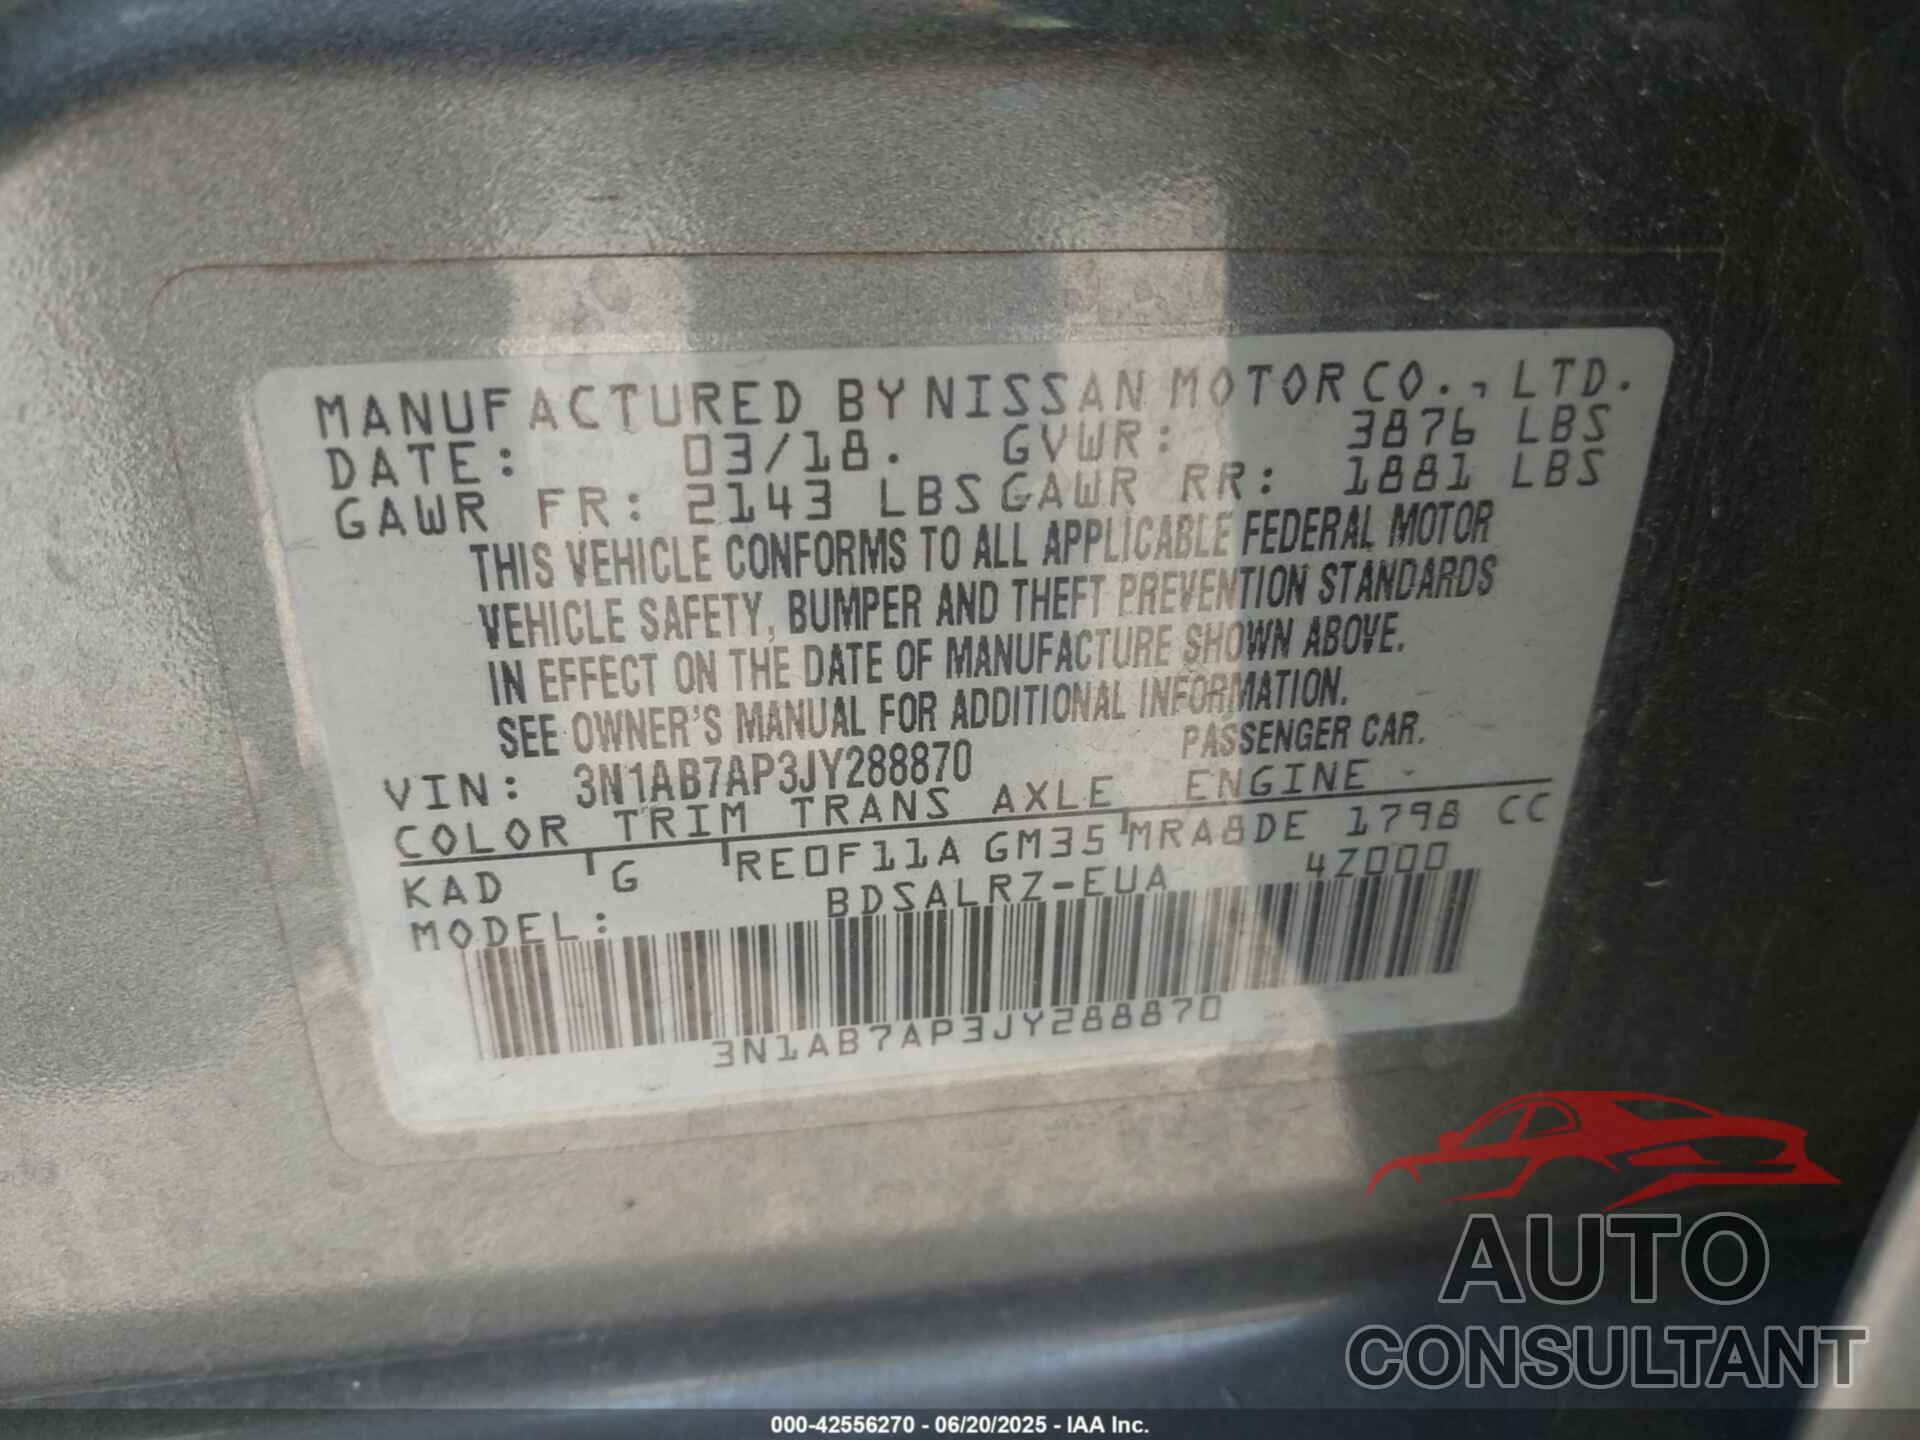 MANUFACTURED BY NISSAN MOTOR CO., LTD.
DATE: 03/18. GVWR: 3876 LBS
GAWR FR: 2143 LBS GAWR RR: 1881 LBS
THIS VEHICLE CONFORMS TO ALL APPLICABLE FEDERAL MOTOR
VEHICLE SAFETY, BUMPER AND THEFT PREVENTION STANDARDS
IN EFFECT ON THE DATE OF MANUFACTURE SHOWN ABOVE.
SEE OWNER'S MANUAL FOR ADDITIONAL INFORMATION.
VIN: 3N1AB7AP3JY288870 PASSENGER CAR.
COLOR TRIM TRANS AXLE ENGINE
KAD G RE0F11A GM35 MRA8DE 1798 CC
MODEL: BDSALRZ-EUA 4Z000
3N1AB7AP3JY288870
AUTO
CONSULTANT
000-42556270 - 06/20/2025 - IAA Inc.